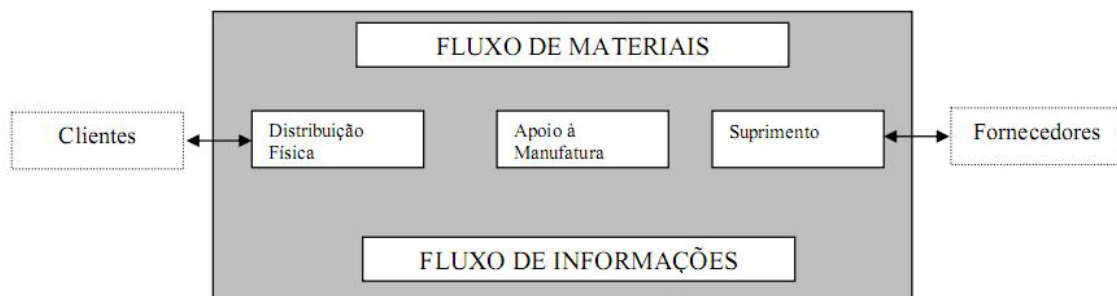 FLUXO DE MATERIAIS
Clientes
Distribuição
Física
Apoio à
Manufatura
Suprimento
Fornecedores
FLUXO DE INFORMAÇÕES